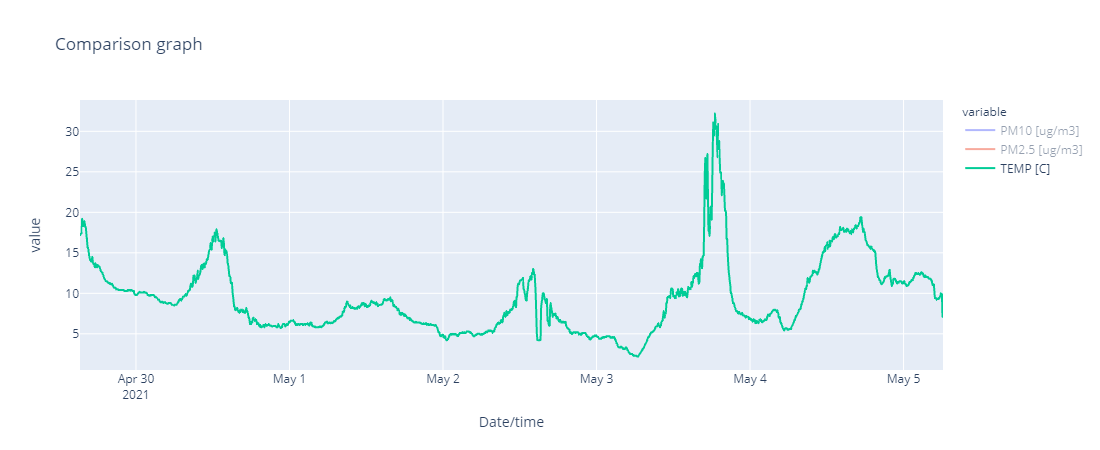 Comparison graph
variable
PM10 [ug/m3]
PM2.5 [ug/m3]
TEMP [C]
value
30
25
20
15
10
5
Apr 30
2021
May 1
May 2
May 3
May 4
May 5
Date/time